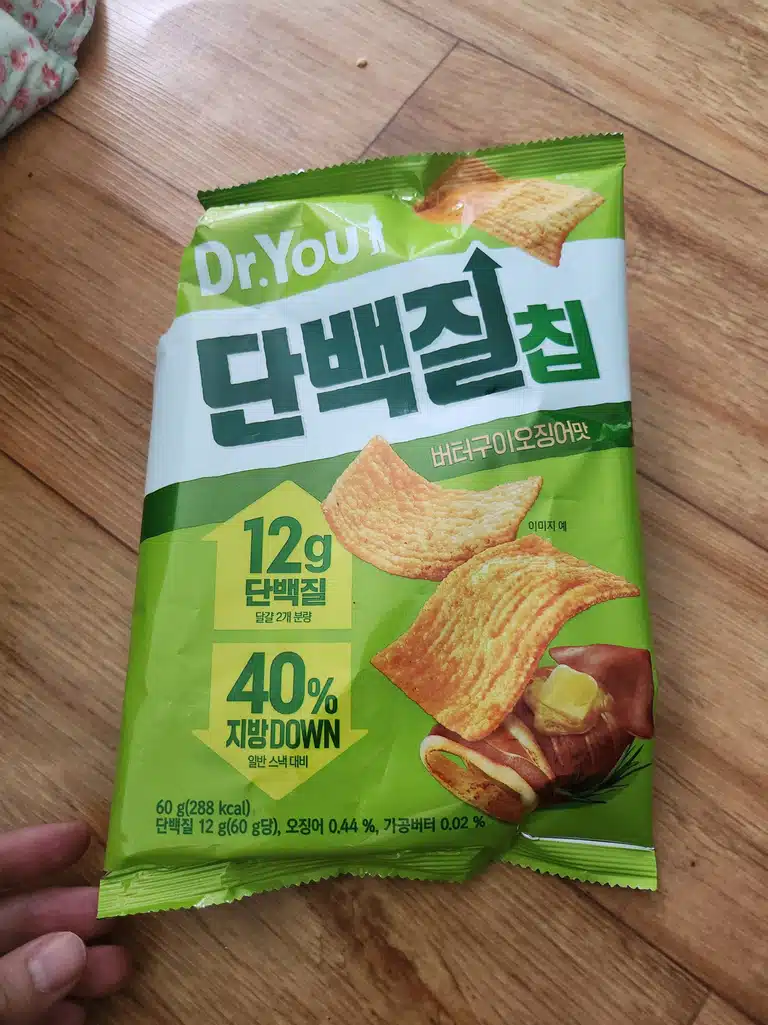 Dr.You
단백질칩
버터구이오징어맛
이미지 예
12g
단백질
달걀 2개 분량
40%
지방DOWN
일반 스낵 대비
60 g(288 kcal)
단백질 12 g(60 g당), 오징어 0.44 %, 가공버터 0.02 %